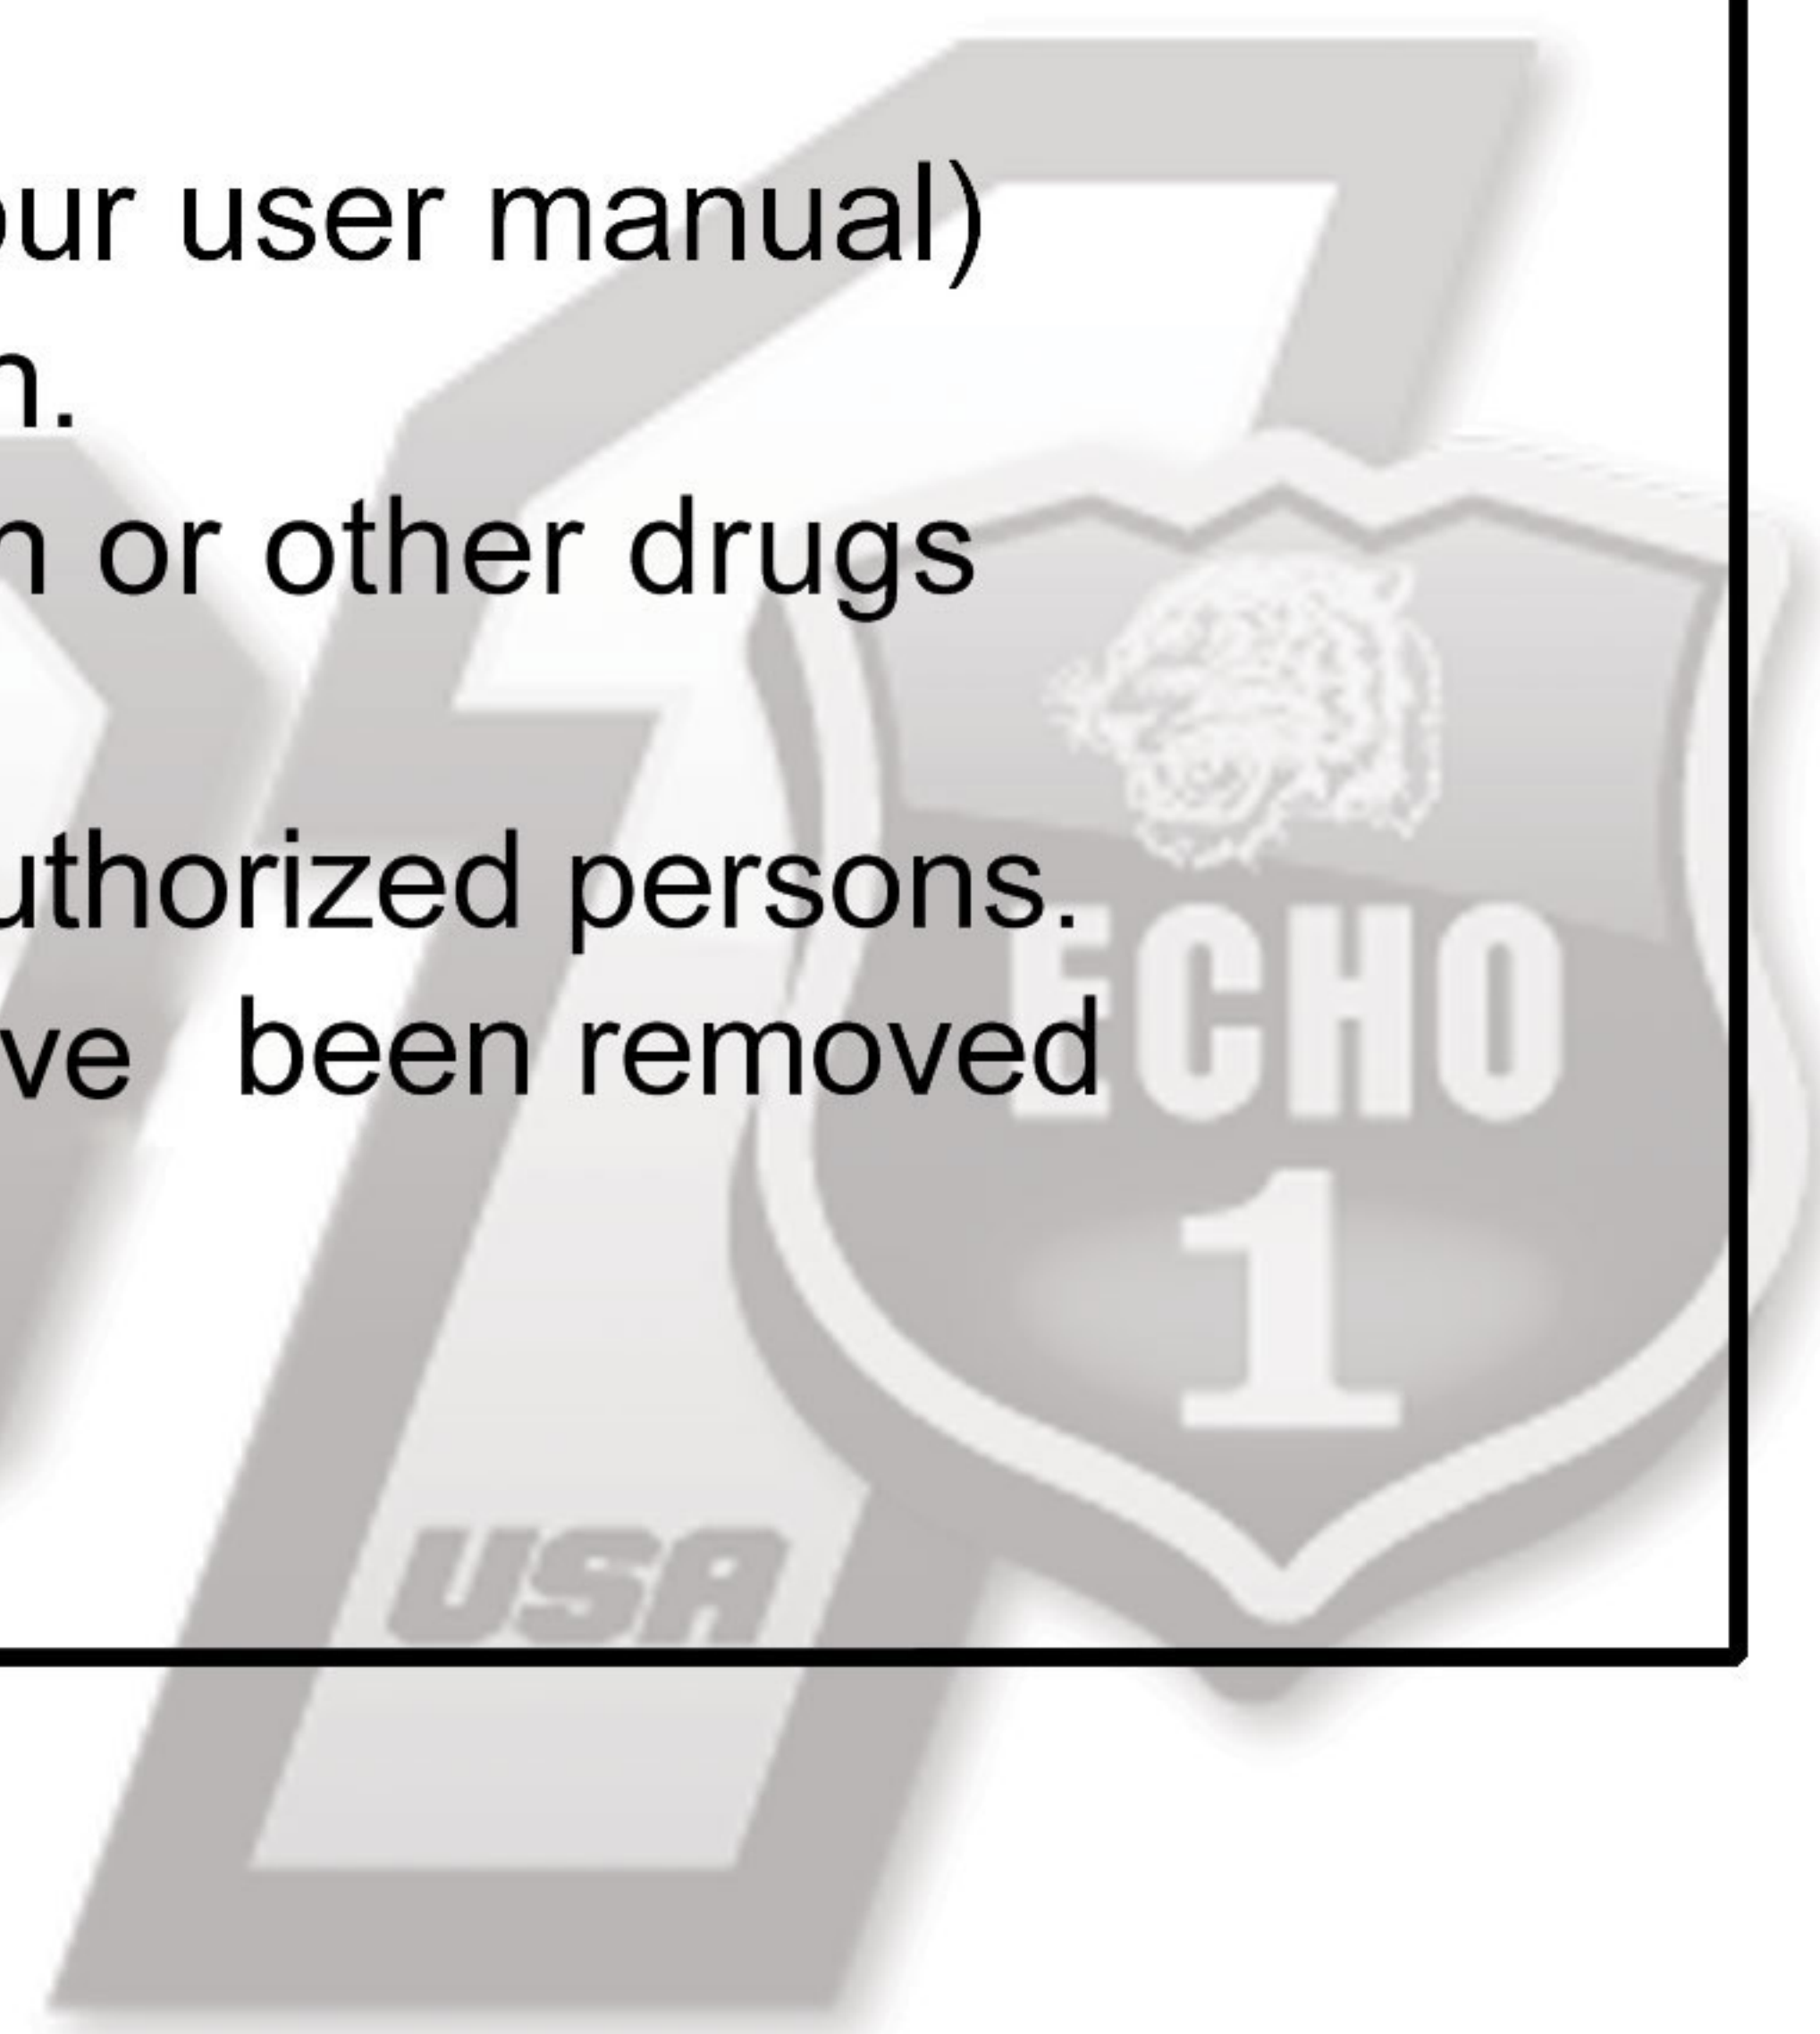 our user manual)
n.
n or other drugs
uthorized persons.
ve been removed
ECHO
1
USA